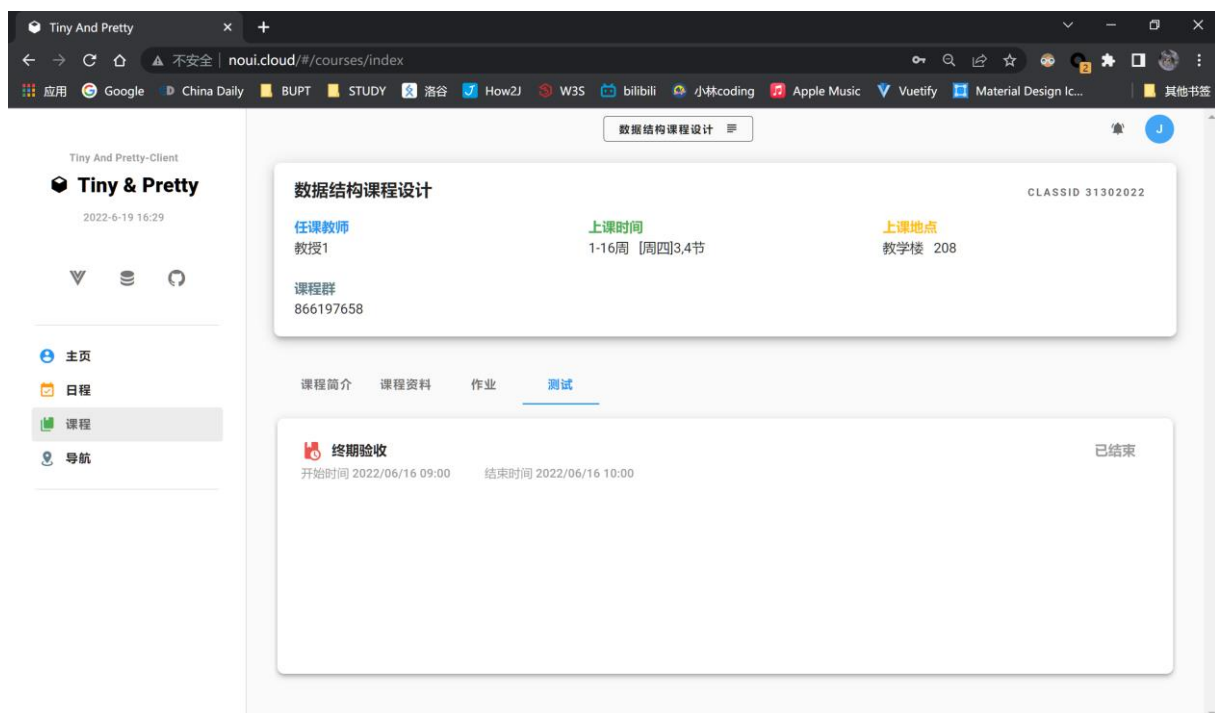 Tiny And Pretty
不安全 noui.cloud/#/courses/index
2
应用 Google China Daily BUPT STUDY 洛谷 How2J W3S bilibili 小林coding Apple Music Vuetify Material Design Ic... 其他书签
数据结构课程设计
J
Tiny And Pretty-Client
Tiny & Pretty
2022-6-19 16:29
主页
日程
课程
导航
数据结构课程设计
CLASSID 31302022
任课教师 上课时间 上课地点
教授1 1-16周 [周四]3,4节 教学楼 208
课程群
866197658
课程简介 课程资料 作业 测试
终期验收 已结束
开始时间 2022/06/16 09:00 结束时间 2022/06/16 10:00